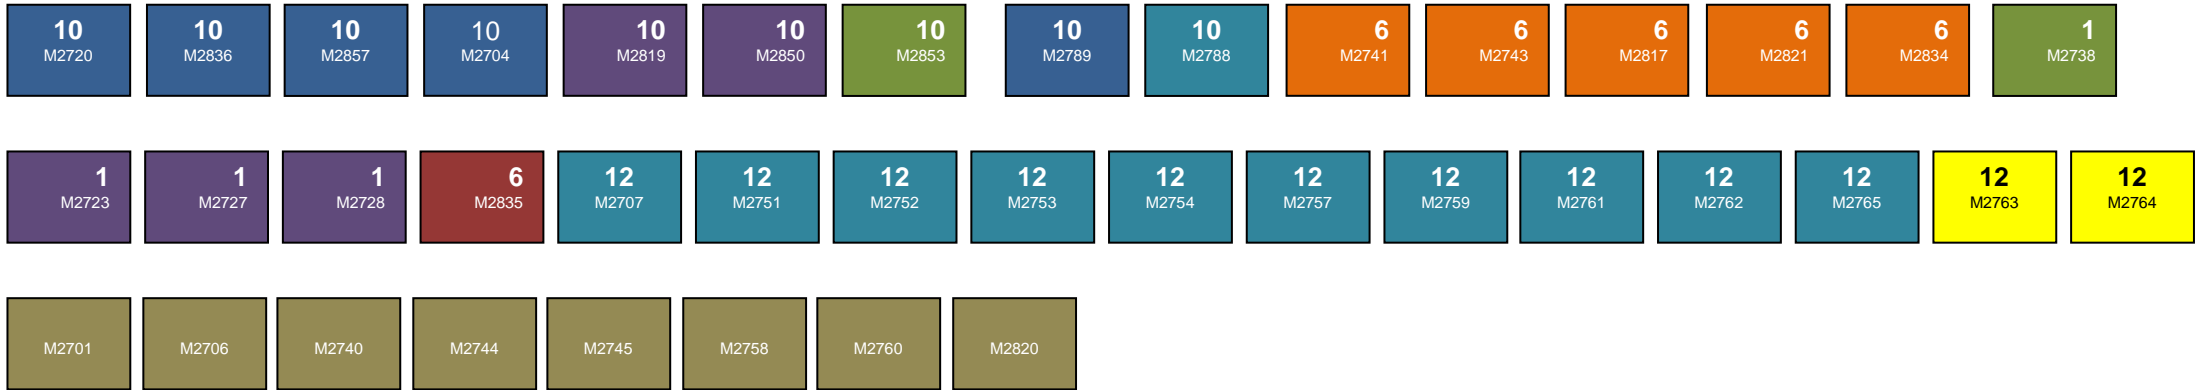 10 10 10 10 10 10 10 10 10 6 6 6 6 6 1
M2720 M2836 M2857 M2704 M2819 M2850 M2853 M2789 M2788 M2741 M2743 M2817 M2821 M2834 M2738
1 1 1 6 12 12 12 12 12 12 12 12 12 12 12 12
M2723 M2727 M2728 M2835 M2707 M2751 M2752 M2753 M2754 M2757 M2759 M2761 M2762 M2765 M2763 M2764
M2701 M2706 M2740 M2744 M2745 M2758 M2760 M2820